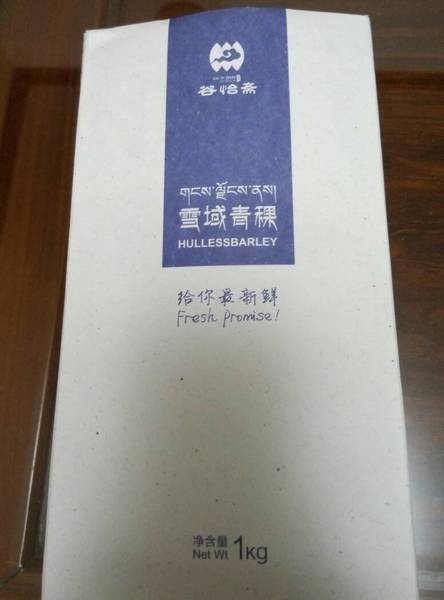 谷怡斋
གངས་ལྗོངས་ནས།
雪域青稞
HULLESSBARLEY
给你最新鲜
Fresh Promise!
净含量
Net Wt 1KG